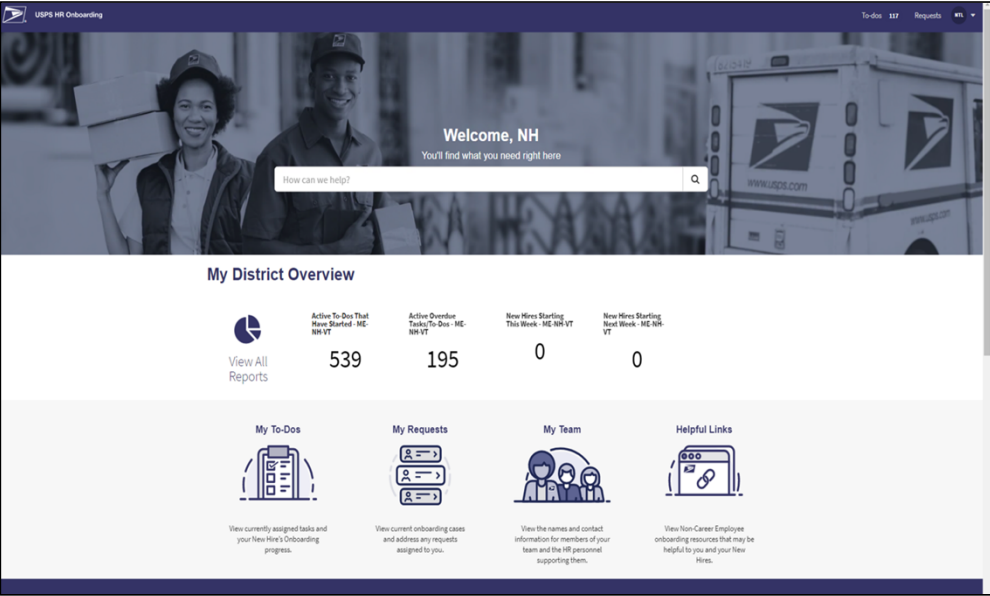 USPS HR Onboarding
To-dos 117 Requests NTL
Welcome, NH
You'll find what you need right here
How can we help?
www.usps.com
My District Overview
View All
Reports
Active To-Dos That
Have Started - ME-
NH-VT
539
Active Overdue
Tasks/To-Dos - ME-
NH-VT
195
New Hires Starting
This Week - ME-NH-VT
0
New Hires Starting
Next Week - ME-NH-
VT
0
My To-Dos
View currently assigned tasks and
your New Hire's Onboarding
progress.
My Requests
View current onboarding cases
and address any requests
assigned to you.
My Team
View the names and contact
information for members of your
team and the HR personnel
supporting them.
Helpful Links
View Non-Career Employee
onboarding resources that may be
helpful to you and your New
Hires.